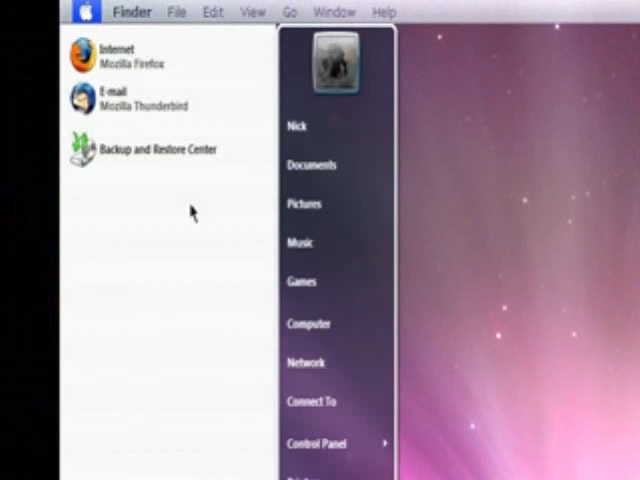 Finder File Edit View Go Window Help
Internet
Mozilla Firefox
E-mail
Mozilla Thunderbird
Backup and Restore Center
Nick
Documents
Pictures
Music
Games
Computer
Network
Connect To
Control Panel